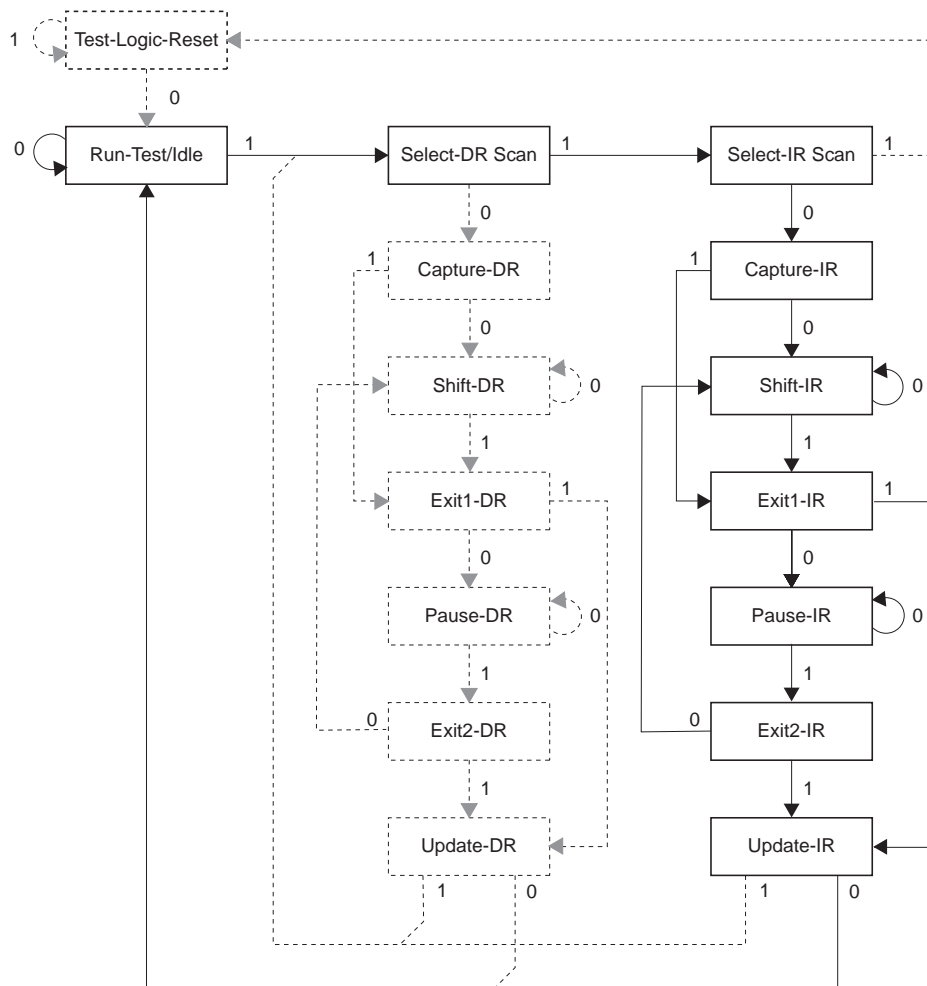 1 Test-Logic-Reset
0
0 Run-Test/Idle 1 Select-DR Scan 1 Select-IR Scan 1
0 0
1 Capture-DR 1 Capture-IR
0 0
Shift-DR 0 Shift-IR 0
1 1
Exit1-DR 1 Exit1-IR 1
0 0
Pause-DR 0 Pause-IR 0
1 1
0 Exit2-DR 0 Exit2-IR
1 1
Update-DR Update-IR
1 0 1 0